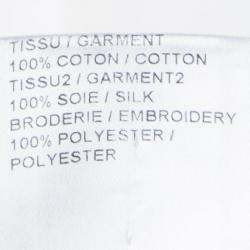 TISSU / GARMENT
100% COTON / COTTON
TISSU2 / GARMENT2
100% SOIE / SILK
BRODERIE / EMBROIDERY
100% POLYESTER /
POLYESTER